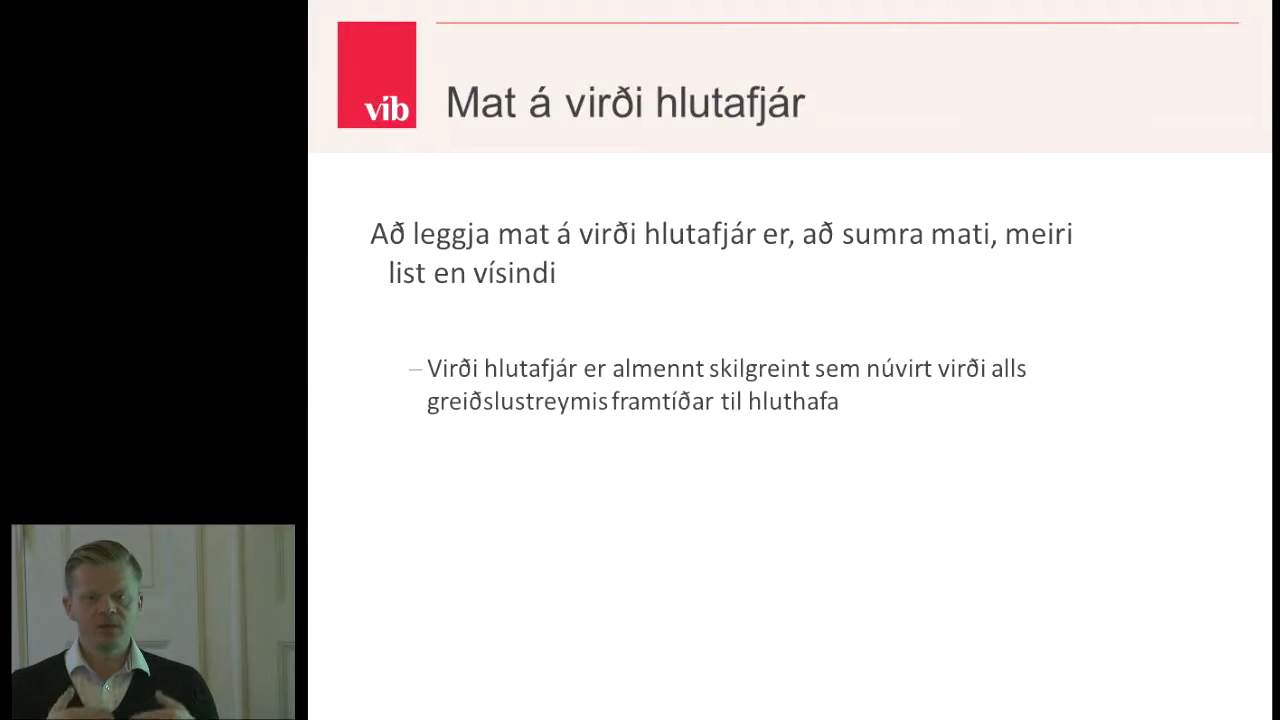 víb
Mat á virði hlutafjár
Að leggja mat á virði hlutafjár er, að sumra mati, meiri
list en vísindi
– Virði hlutafjár er almennt skilgreint sem núvirt virði alls
greiðslustreymis framtíðar til hluthafa